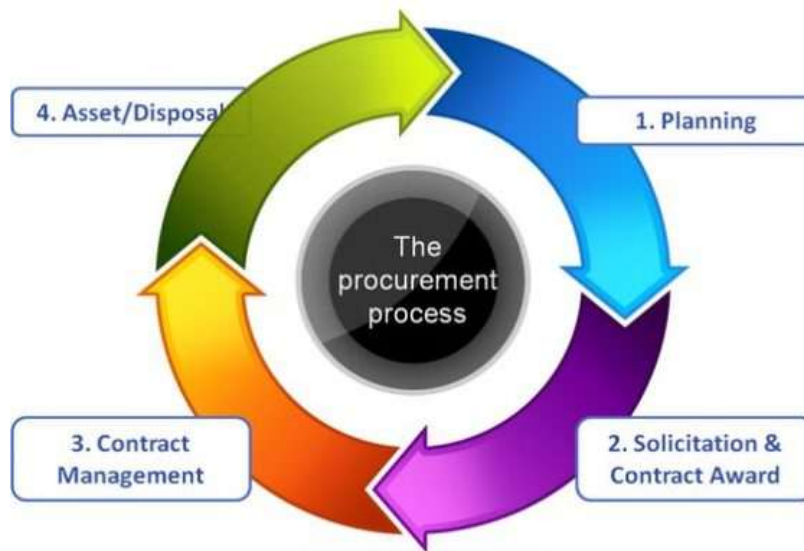 4. Asset/Disposal
1. Planning
The
procurement
process
3. Contract
Management
2. Solicitation &
Contract Award